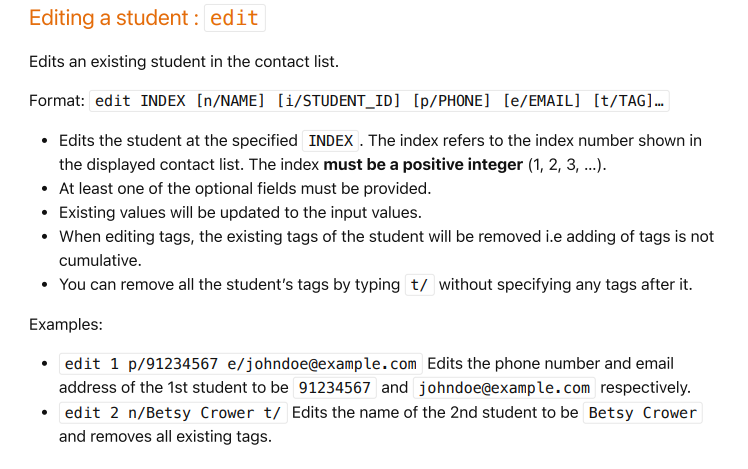 Editing a student : edit
Edits an existing student in the contact list.
Format: edit INDEX [n/NAME] [i/STUDENT_ID] [p/PHONE] [e/EMAIL] [t/TAG]…
• Edits the student at the specified INDEX . The index refers to the index number shown in
the displayed contact list. The index must be a positive integer (1, 2, 3, …).
• At least one of the optional fields must be provided.
• Existing values will be updated to the input values.
• When editing tags, the existing tags of the student will be removed i.e adding of tags is not
cumulative.
• You can remove all the student’s tags by typing t/ without specifying any tags after it.
Examples:
• edit 1 p/91234567 e/johndoe@example.com Edits the phone number and email
address of the 1st student to be 91234567 and johndoe@example.com respectively.
• edit 2 n/Betsy Crower t/ Edits the name of the 2nd student to be Betsy Crower
and removes all existing tags.